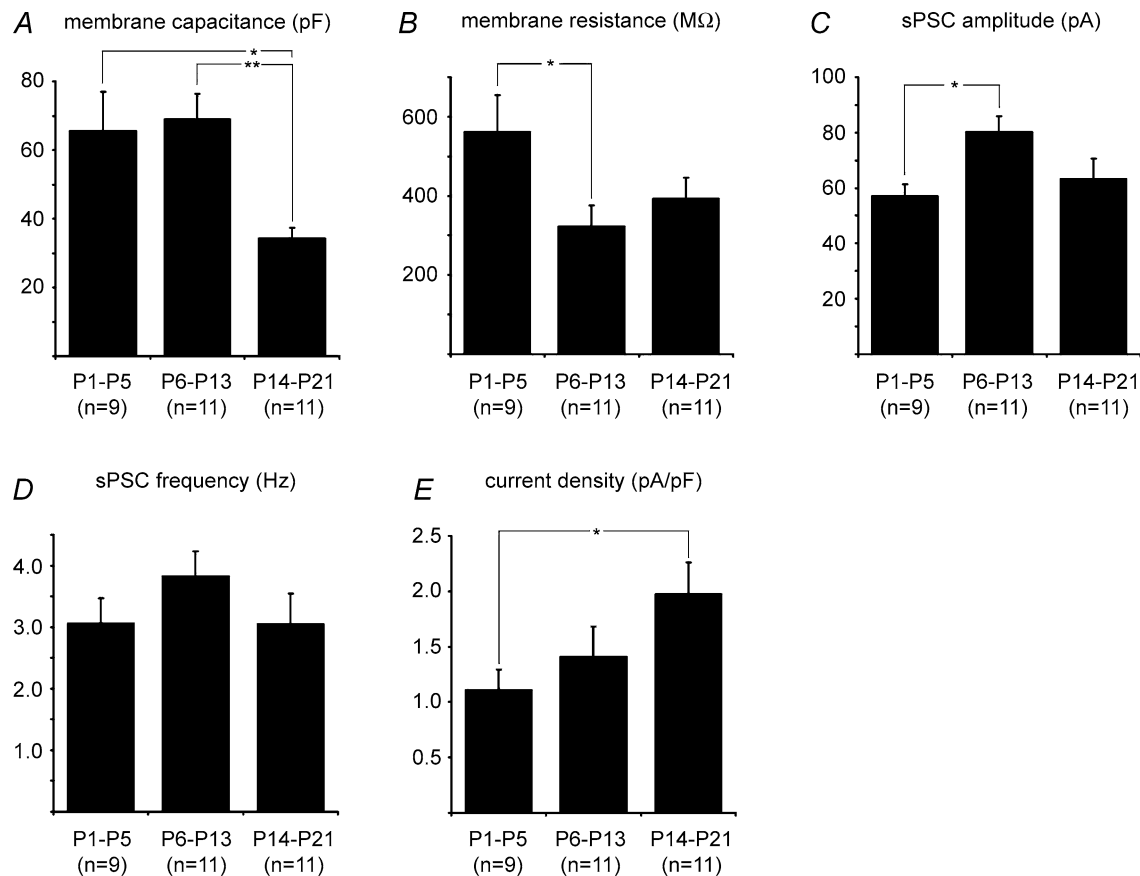 A membrane capacitance (pF)
*
**
80
60
40
20
P1-P5 P6-P13 P14-P21
(n=9) (n=11) (n=11)
B membrane resistance (MΩ)
*
600
400
200
P1-P5 P6-P13 P14-P21
(n=9) (n=11) (n=11)
C sPSC amplitude (pA)
*
100
80
60
40
20
P1-P5 P6-P13 P14-P21
(n=9) (n=11) (n=11)
D sPSC frequency (Hz)
4.0
3.0
2.0
1.0
P1-P5 P6-P13 P14-P21
(n=9) (n=11) (n=11)
E current density (pA/pF)
*
2.5
2.0
1.5
1.0
0.5
P1-P5 P6-P13 P14-P21
(n=9) (n=11) (n=11)